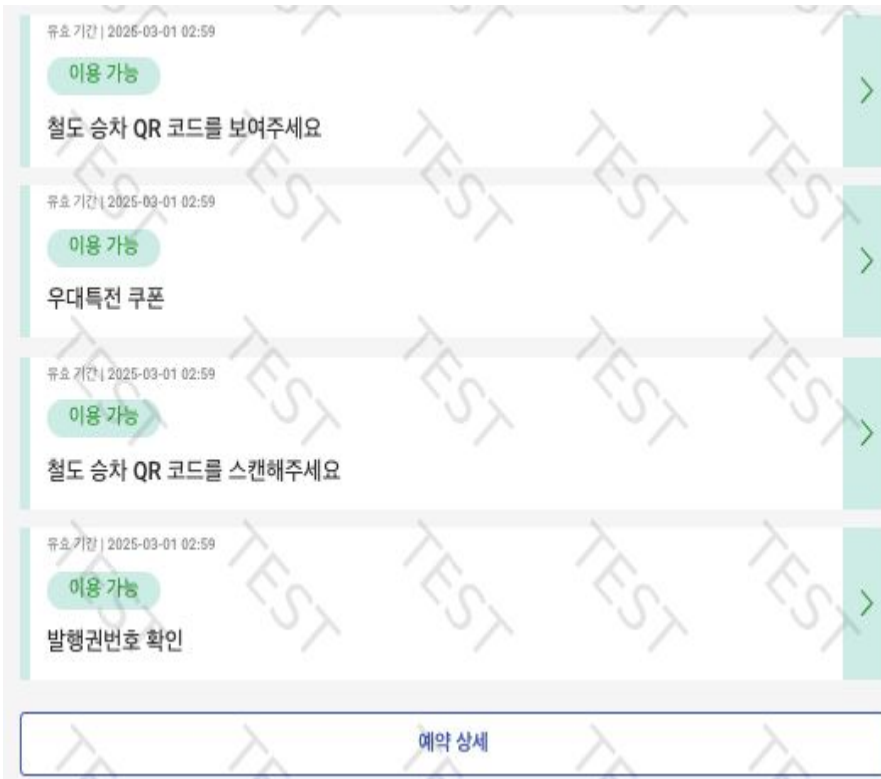 유효 기간 | 2025-03-01 02:59
이용 가능
철도 승차 QR 코드를 보여주세요
유효 기간 | 2025-03-01 02:59
이용 가능
우대특전 쿠폰
유효 기간 | 2025-03-01 02:59
이용 가능
철도 승차 QR 코드를 스캔해주세요
유효 기간 | 2025-03-01 02:59
이용 가능
발행권번호 확인
예약 상세
TEST